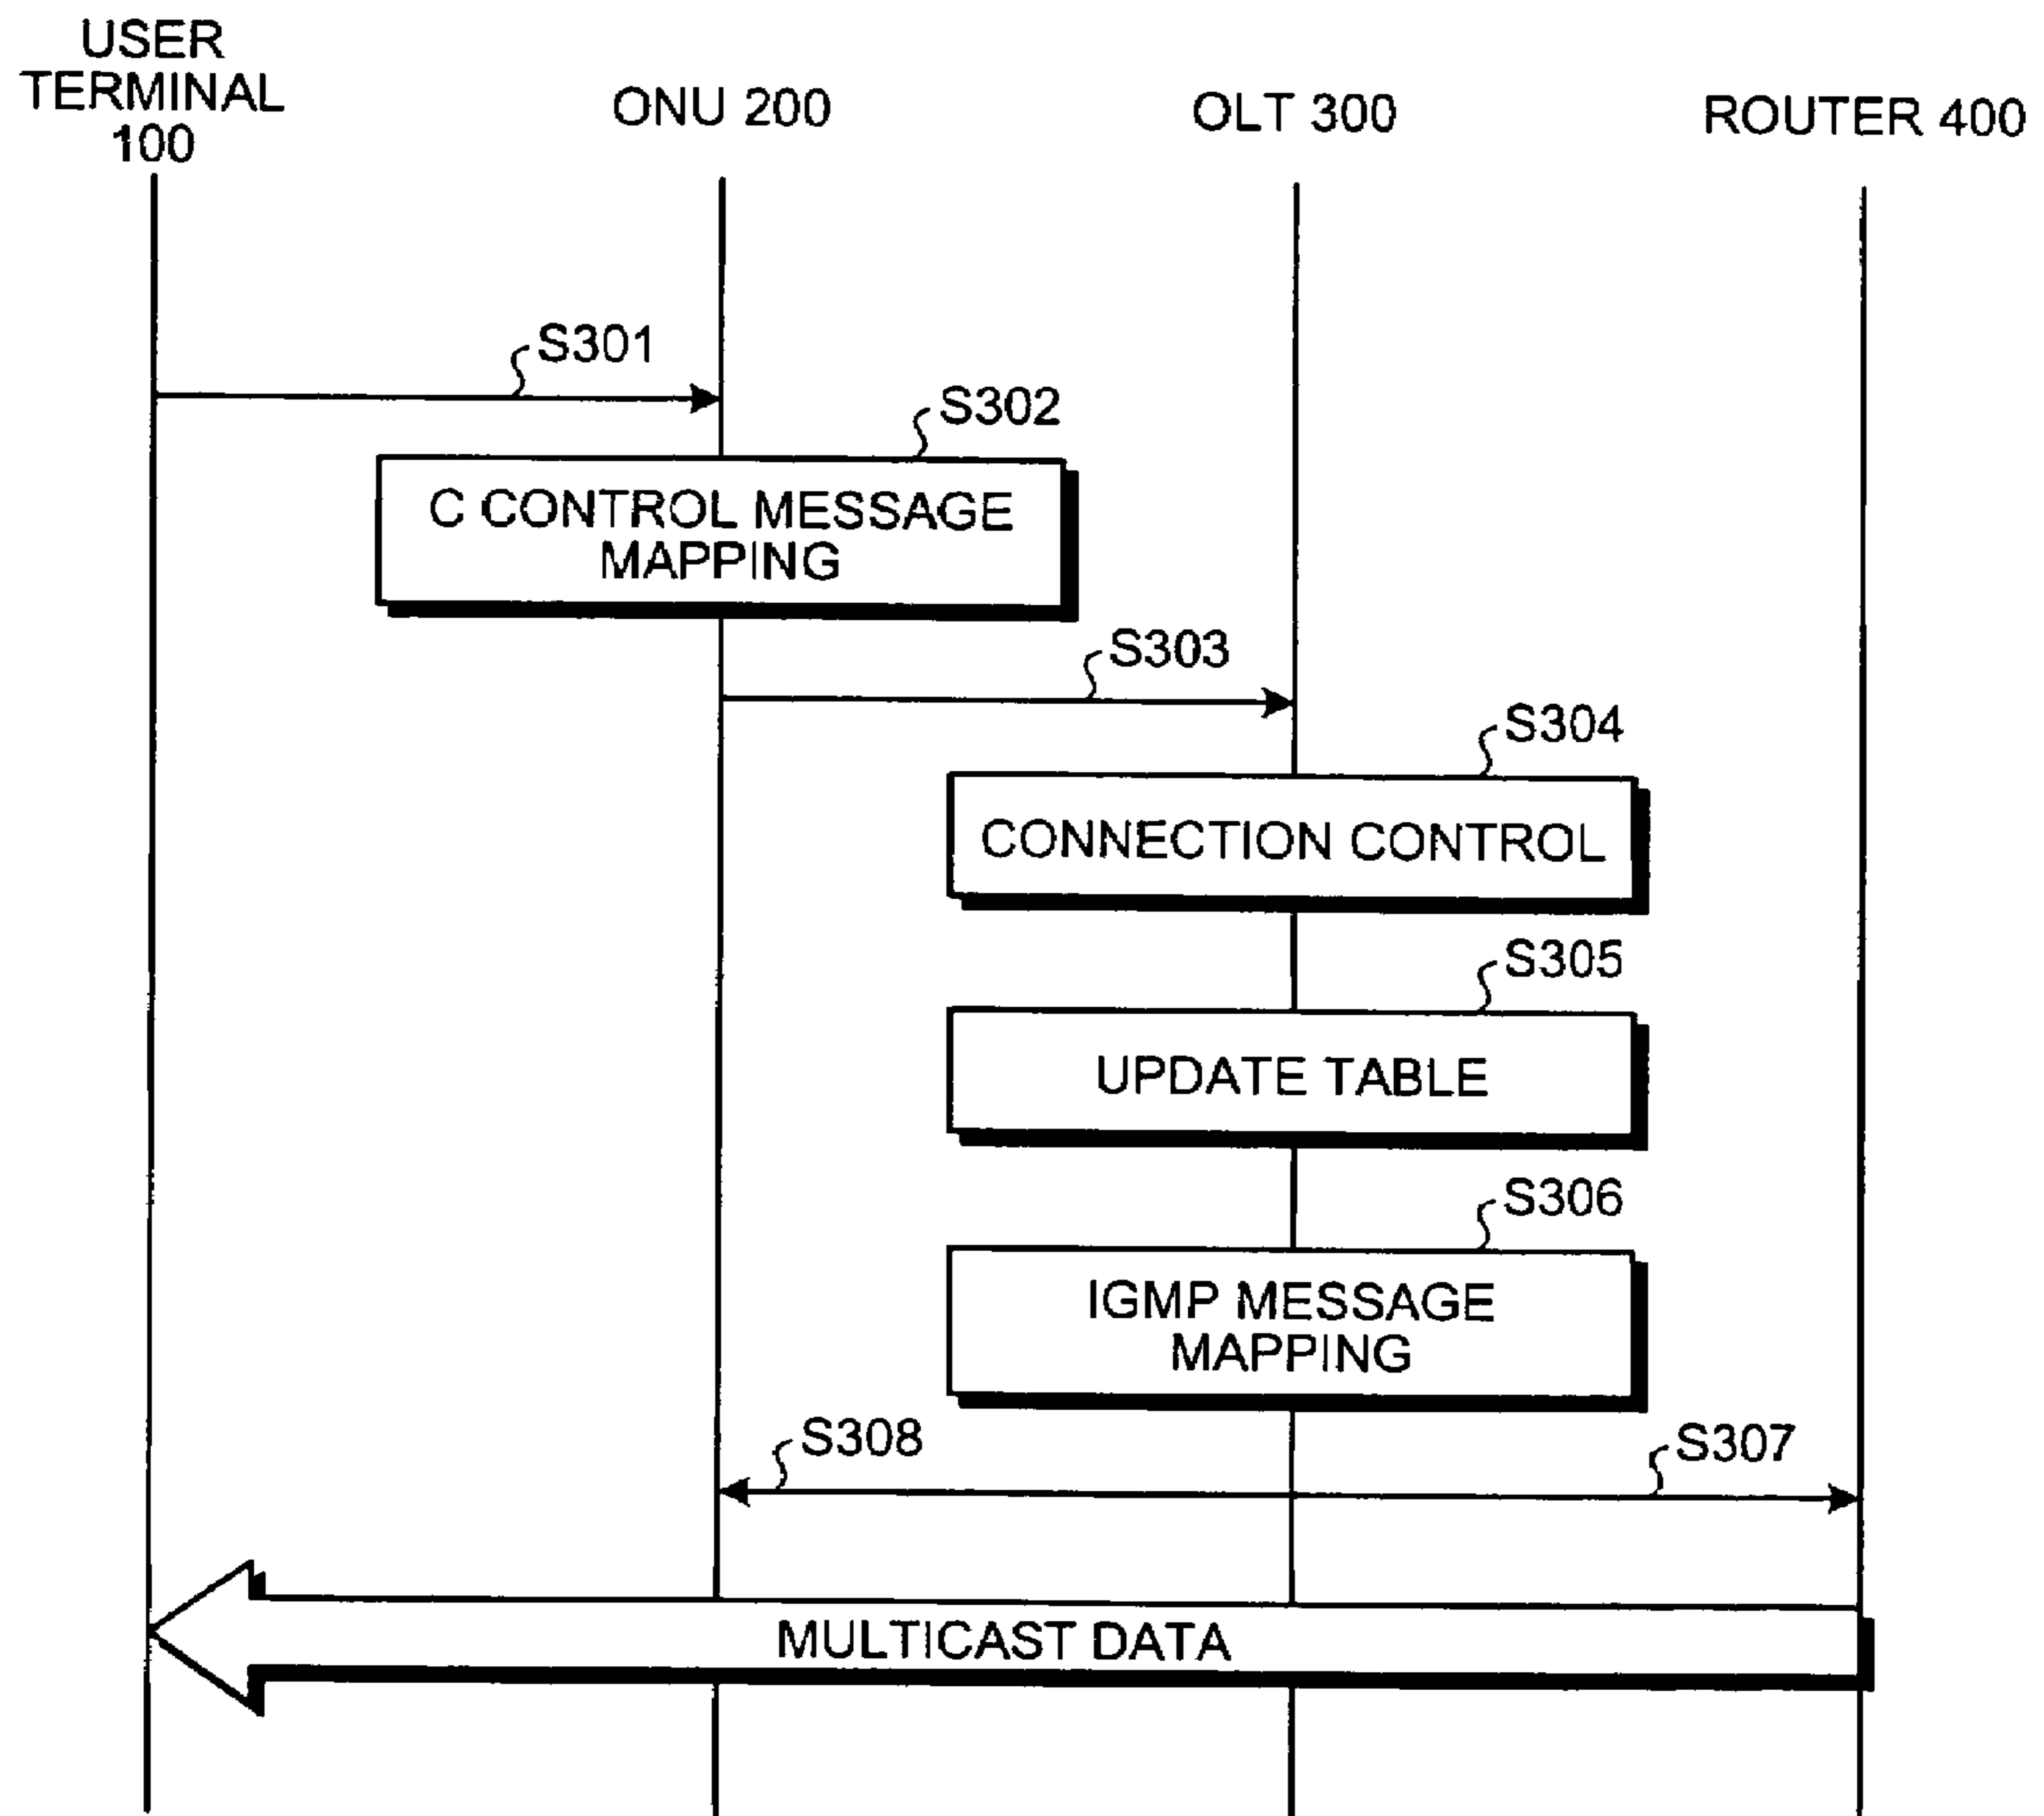 USER
TERMINAL
100
ONU 200
OLT 300
ROUTER 400
S301
S302
C CONTROL MESSAGE
MAPPING
S303
S304
CONNECTION CONTROL
S305
UPDATE TABLE
S306
IGMP MESSAGE
MAPPING
S308
S307
MULTICAST DATA